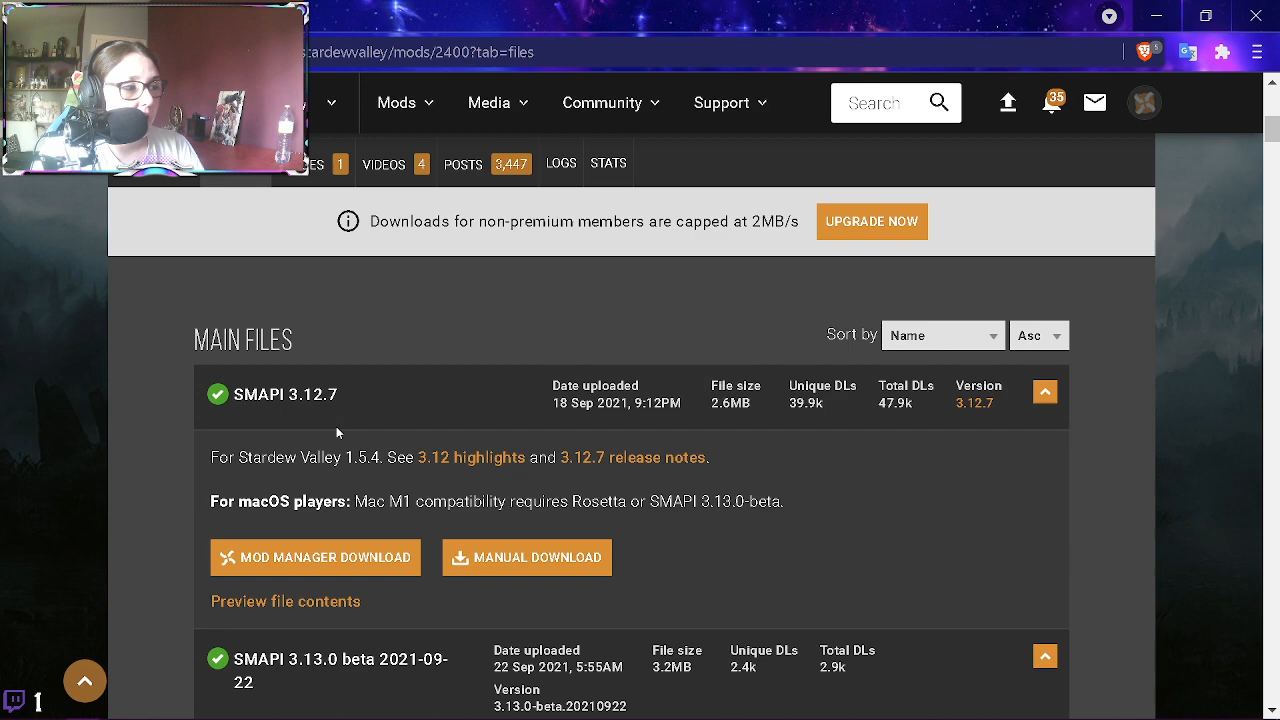 stardewvalley/mods/2400?tab=files
5
Mods
Media
Community
Support
Search
35
ES 1
VIDEOS 4
POSTS 3,447
LOGS
STATS
Downloads for non-premium members are capped at 2MB/s
UPGRADE NOW
MAIN FILES
Sort by
Name
Asc
SMAPI 3.12.7
Date uploaded
18 Sep 2021, 9:12PM
File size
2.6MB
Unique DLs
39.9k
Total DLs
47.9k
Version
3.12.7
For Stardew Valley 1.5.4. See 3.12 highlights and 3.12.7 release notes.
For macOS players: Mac M1 compatibility requires Rosetta or SMAPI 3.13.0-beta.
MOD MANAGER DOWNLOAD
MANUAL DOWNLOAD
Preview file contents
SMAPI 3.13.0 beta 2021-09-
22
Date uploaded
22 Sep 2021, 5:55AM
File size
3.2MB
Unique DLs
2.4k
Total DLs
2.9k
Version
3.13.0-beta.20210922
1